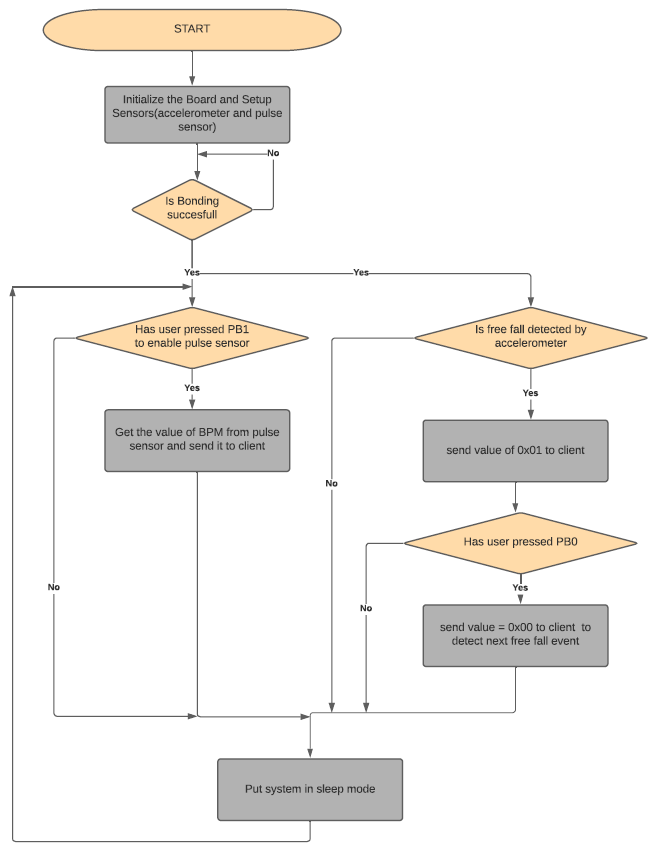 START
Initialize the Board and Setup
Sensors(accelerometer and pulse
sensor)
No
Is Bonding
succesfull
Yes
Yes
Has user pressed PB1
to enable pulse sensor
Is free fall detected by
accelerometer
Yes
Yes
Get the value of BPM from pulse
sensor and send it to client
send value of 0x01 to client
No
Has user pressed PB0
No
Yes
No
send value = 0x00 to client to
detect next free fall event
Put system in sleep mode